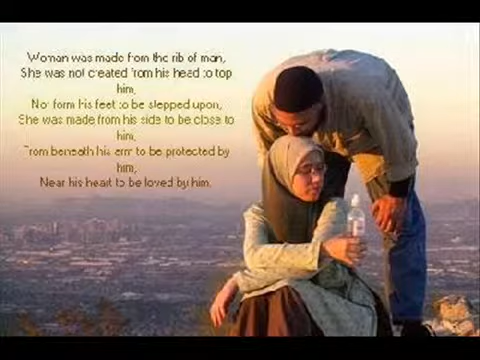 Woman was made from the rib of man,
She was not created from his head to top
him,
Not form his feet to be stepped upon,
She was made from his side to be close to
him,
From beneath his arm to be protected by
him,
Near his heart to be loved by him.